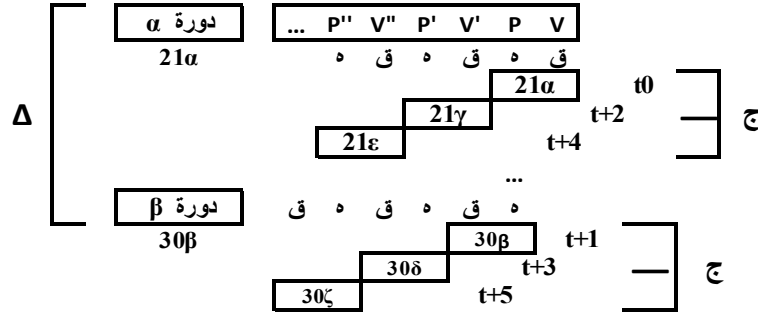 دورة α ... P'' V'' P' V' P V
21α ه ق ه ق ه ق
21α t0
Δ 21γ t+2 ج
21ε t+4
...
دورة β ق ه ق ه ق ه
30β 30β t+1
30δ t+3 ج
30ζ t+5